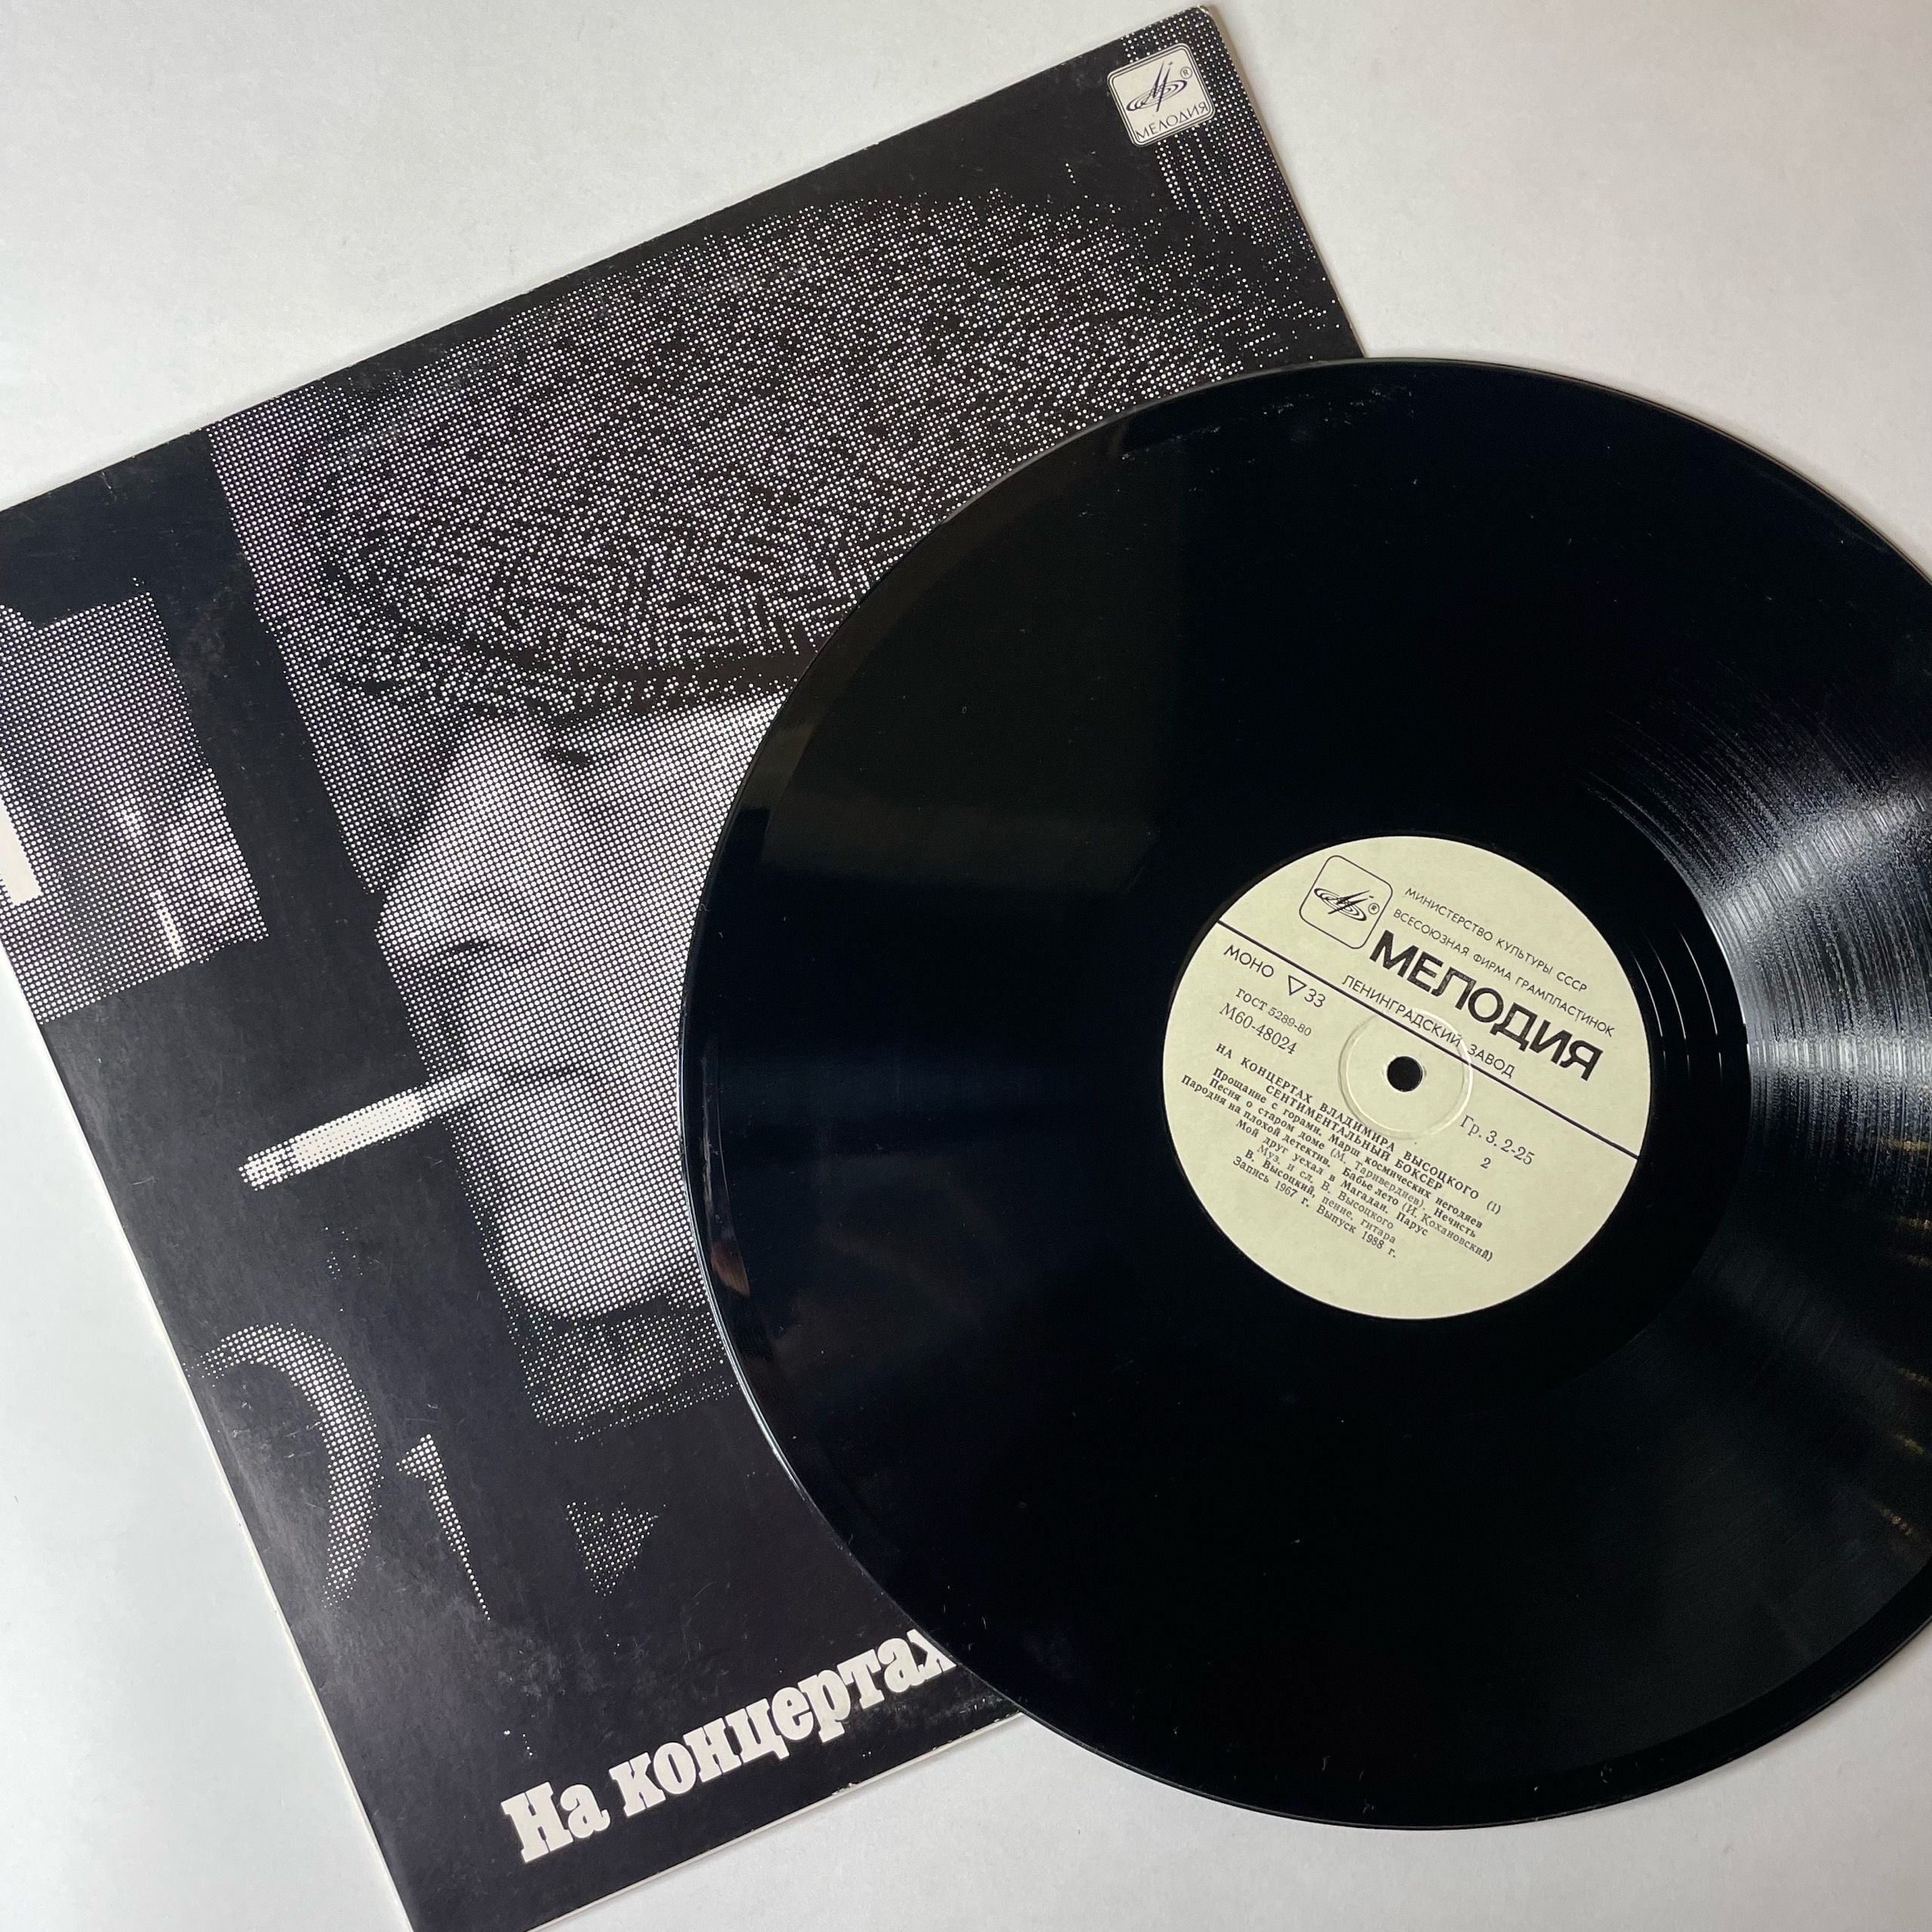 МЕЛОДИЯ
На концертах
МИНИСТЕРСТВО КУЛЬТУРЫ СССР
ВСЕСОЮЗНАЯ ФИРМА ГРАМПЛАСТИНОК
МЕЛОДИЯ
ЛЕНИНГРАДСКИЙ ЗАВОД
МОНО ▽ 33
ГОСТ 5289-80
М60-48024
Гр. 3. 2-25
2
НА КОНЦЕРТАХ ВЛАДИМИРА ВЫСОЦКОГО (1)
СЕНТИМЕНТАЛЬНЫЙ БОКСЕР
Прощание с горами. Марш космических негодяев
Песня о старом доме (М. Таривердиев). Нечисть
Пародия на плохой детектив. Бабье лето (И. Кохановский)
Мой друг уехал в Магадан. Парус
Муз. и сл. В. Высоцкого
В. Высоцкий, пение, гитара
Запись 1967 г. Выпуск 1988 г.